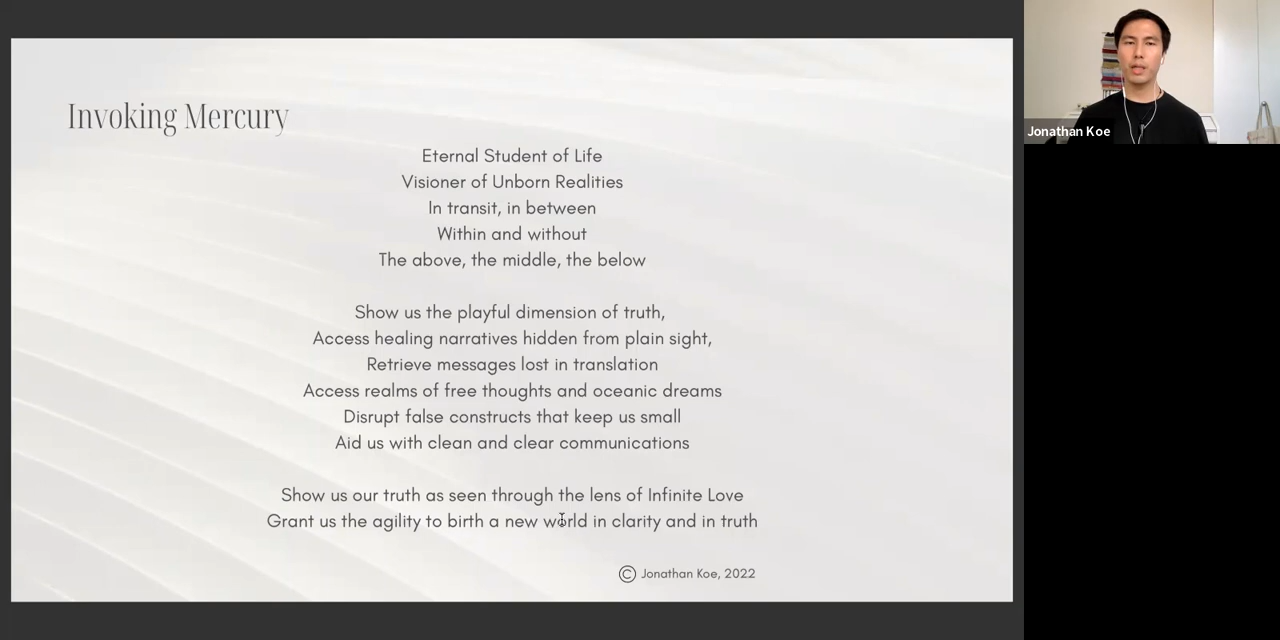 Invoking Mercury
Eternal Student of Life
Visioner of Unborn Realities
In transit, in between
Within and without
The above, the middle, the below
Show us the playful dimension of truth,
Access healing narratives hidden from plain sight,
Retrieve messages lost in translation
Access realms of free thoughts and oceanic dreams
Disrupt false constructs that keep us small
Aid us with clean and clear communications
Show us our truth as seen through the lens of Infinite Love
Grant us the agility to birth a new world in clarity and in truth
© Jonathan Koe, 2022
Jonathan Koe